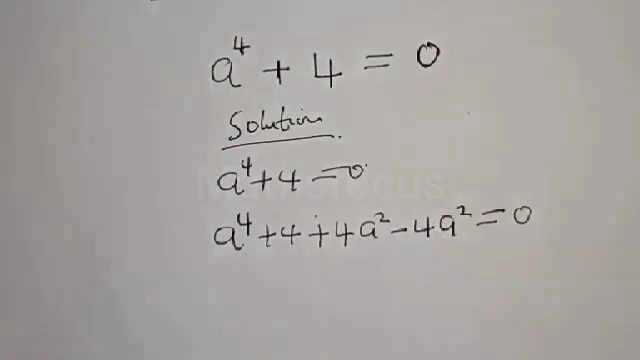 a⁴ + 4 = 0
Solution
a⁴+4=0
a⁴+4+4a²-4a²=0